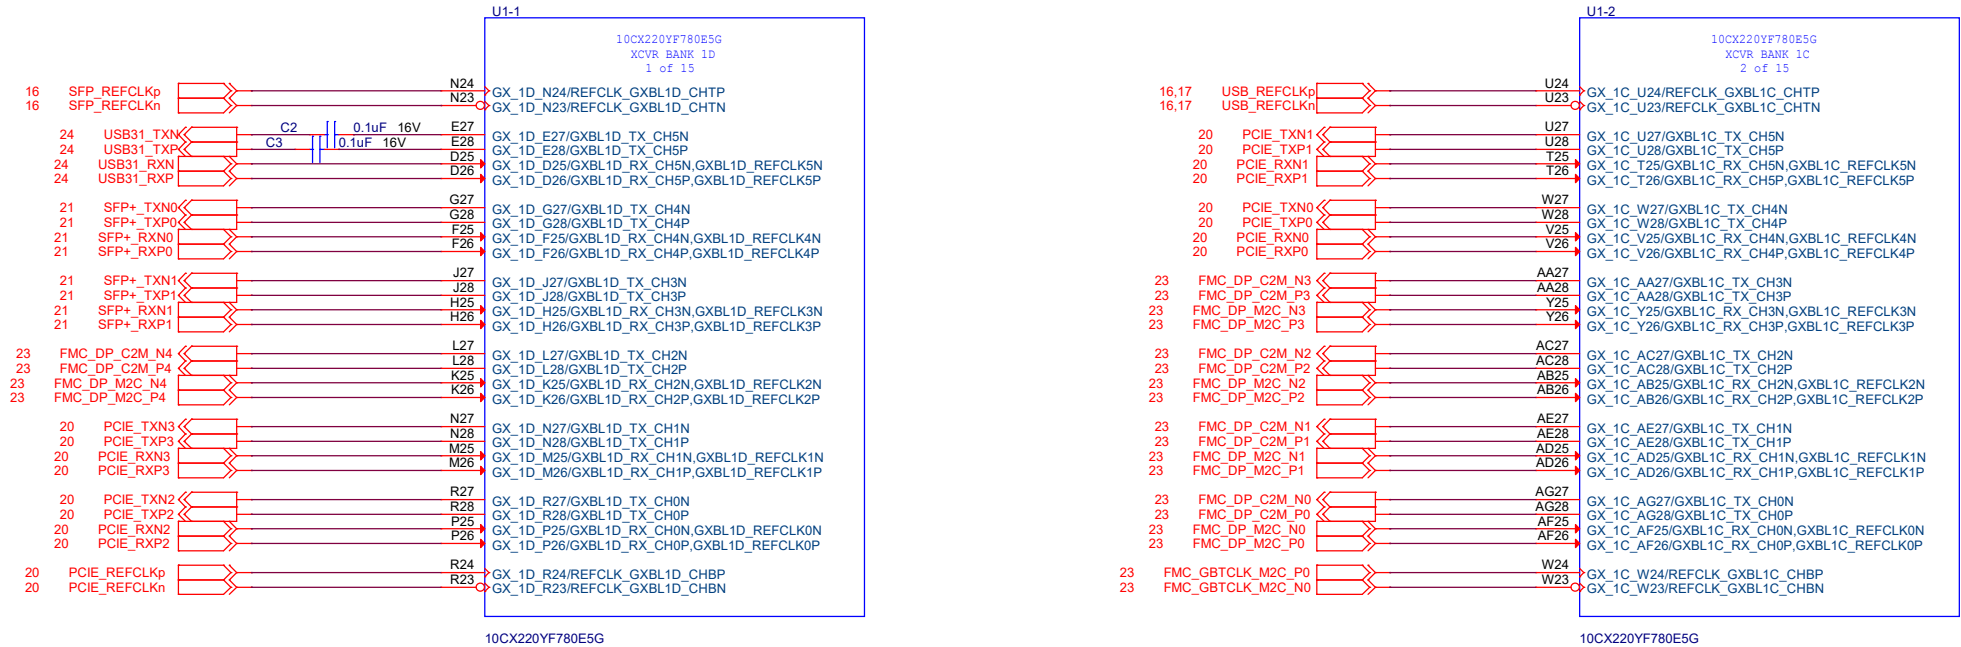 U1-1
10CX220YF780E5G
XCVR BANK 1D
1 of 15
16 SFP_REFCLKp N24 GX_1D_N24/REFCLK_GXBL1D_CHTP
16 SFP_REFCLKn N23 GX_1D_N23/REFCLK_GXBL1D_CHTN
24 USB31_TXN C2 0.1uF 16V E27 GX_1D_E27/GXBL1D_TX_CH5N
24 USB31_TXP C3 0.1uF 16V E28 GX_1D_E28/GXBL1D_TX_CH5P
24 USB31_RXN D25 GX_1D_D25/GXBL1D_RX_CH5N,GXBL1D_REFCLK5N
24 USB31_RXP D26 GX_1D_D26/GXBL1D_RX_CH5P,GXBL1D_REFCLK5P
21 SFP+_TXN0 G27 GX_1D_G27/GXBL1D_TX_CH4N
21 SFP+_TXP0 G28 GX_1D_G28/GXBL1D_TX_CH4P
21 SFP+_RXN0 F25 GX_1D_F25/GXBL1D_RX_CH4N,GXBL1D_REFCLK4N
21 SFP+_RXP0 F26 GX_1D_F26/GXBL1D_RX_CH4P,GXBL1D_REFCLK4P
21 SFP+_TXN1 J27 GX_1D_J27/GXBL1D_TX_CH3N
21 SFP+_TXP1 J28 GX_1D_J28/GXBL1D_TX_CH3P
21 SFP+_RXN1 H25 GX_1D_H25/GXBL1D_RX_CH3N,GXBL1D_REFCLK3N
21 SFP+_RXP1 H26 GX_1D_H26/GXBL1D_RX_CH3P,GXBL1D_REFCLK3P
23 FMC_DP_C2M_N4 L27 GX_1D_L27/GXBL1D_TX_CH2N
23 FMC_DP_C2M_P4 L28 GX_1D_L28/GXBL1D_TX_CH2P
23 FMC_DP_M2C_N4 K25 GX_1D_K25/GXBL1D_RX_CH2N,GXBL1D_REFCLK2N
23 FMC_DP_M2C_P4 K26 GX_1D_K26/GXBL1D_RX_CH2P,GXBL1D_REFCLK2P
20 PCIE_TXN3 N27 GX_1D_N27/GXBL1D_TX_CH1N
20 PCIE_TXP3 N28 GX_1D_N28/GXBL1D_TX_CH1P
20 PCIE_RXN3 M25 GX_1D_M25/GXBL1D_RX_CH1N,GXBL1D_REFCLK1N
20 PCIE_RXP3 M26 GX_1D_M26/GXBL1D_RX_CH1P,GXBL1D_REFCLK1P
20 PCIE_TXN2 R27 GX_1D_R27/GXBL1D_TX_CH0N
20 PCIE_TXP2 R28 GX_1D_R28/GXBL1D_TX_CH0P
20 PCIE_RXN2 P25 GX_1D_P25/GXBL1D_RX_CH0N,GXBL1D_REFCLK0N
20 PCIE_RXP2 P26 GX_1D_P26/GXBL1D_RX_CH0P,GXBL1D_REFCLK0P
20 PCIE_REFCLKp R24 GX_1D_R24/REFCLK_GXBL1D_CHBP
20 PCIE_REFCLKn R23 GX_1D_R23/REFCLK_GXBL1D_CHBN
10CX220YF780E5G
U1-2
10CX220YF780E5G
XCVR BANK 1C
2 of 15
16,17 USB_REFCLKp U24 GX_1C_U24/REFCLK_GXBL1C_CHTP
16,17 USB_REFCLKn U23 GX_1C_U23/REFCLK_GXBL1C_CHTN
20 PCIE_TXN1 U27 GX_1C_U27/GXBL1C_TX_CH5N
20 PCIE_TXP1 U28 GX_1C_U28/GXBL1C_TX_CH5P
20 PCIE_RXN1 T25 GX_1C_T25/GXBL1C_RX_CH5N,GXBL1C_REFCLK5N
20 PCIE_RXP1 T26 GX_1C_T26/GXBL1C_RX_CH5P,GXBL1C_REFCLK5P
20 PCIE_TXN0 W27 GX_1C_W27/GXBL1C_TX_CH4N
20 PCIE_TXP0 W28 GX_1C_W28/GXBL1C_TX_CH4P
20 PCIE_RXN0 V25 GX_1C_V25/GXBL1C_RX_CH4N,GXBL1C_REFCLK4N
20 PCIE_RXP0 V26 GX_1C_V26/GXBL1C_RX_CH4P,GXBL1C_REFCLK4P
23 FMC_DP_C2M_N3 AA27 GX_1C_AA27/GXBL1C_TX_CH3N
23 FMC_DP_C2M_P3 AA28 GX_1C_AA28/GXBL1C_TX_CH3P
23 FMC_DP_M2C_N3 Y25 GX_1C_Y25/GXBL1C_RX_CH3N,GXBL1C_REFCLK3N
23 FMC_DP_M2C_P3 Y26 GX_1C_Y26/GXBL1C_RX_CH3P,GXBL1C_REFCLK3P
23 FMC_DP_C2M_N2 AC27 GX_1C_AC27/GXBL1C_TX_CH2N
23 FMC_DP_C2M_P2 AC28 GX_1C_AC28/GXBL1C_TX_CH2P
23 FMC_DP_M2C_N2 AB25 GX_1C_AB25/GXBL1C_RX_CH2N,GXBL1C_REFCLK2N
23 FMC_DP_M2C_P2 AB26 GX_1C_AB26/GXBL1C_RX_CH2P,GXBL1C_REFCLK2P
23 FMC_DP_C2M_N1 AE27 GX_1C_AE27/GXBL1C_TX_CH1N
23 FMC_DP_C2M_P1 AE28 GX_1C_AE28/GXBL1C_TX_CH1P
23 FMC_DP_M2C_N1 AD25 GX_1C_AD25/GXBL1C_RX_CH1N,GXBL1C_REFCLK1N
23 FMC_DP_M2C_P1 AD26 GX_1C_AD26/GXBL1C_RX_CH1P,GXBL1C_REFCLK1P
23 FMC_DP_C2M_N0 AG27 GX_1C_AG27/GXBL1C_TX_CH0N
23 FMC_DP_C2M_P0 AG28 GX_1C_AG28/GXBL1C_TX_CH0P
23 FMC_DP_M2C_N0 AF25 GX_1C_AF25/GXBL1C_RX_CH0N,GXBL1C_REFCLK0N
23 FMC_DP_M2C_P0 AF26 GX_1C_AF26/GXBL1C_RX_CH0P,GXBL1C_REFCLK0P
23 FMC_GBTCLK_M2C_P0 W24 GX_1C_W24/REFCLK_GXBL1C_CHBP
23 FMC_GBTCLK_M2C_N0 W23 GX_1C_W23/REFCLK_GXBL1C_CHBN
10CX220YF780E5G